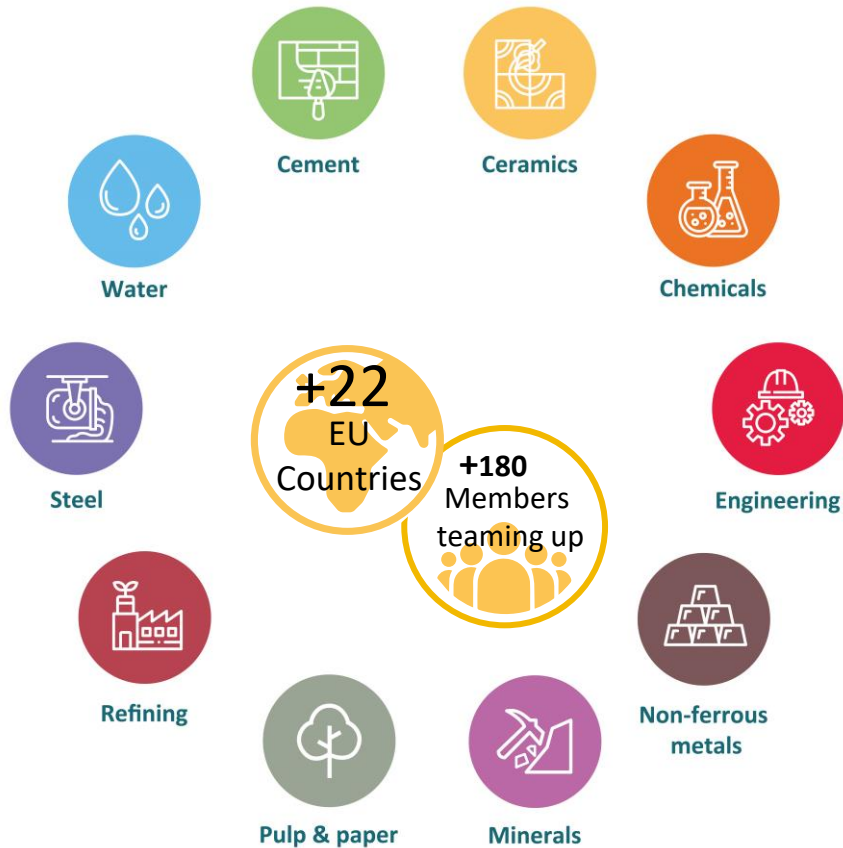 Cement
Ceramics
Water
Chemicals
+22
EU
Countries
+180
Members
teaming up
Steel
Engineering
Refining
Non-ferrous
metals
Pulp & paper
Minerals